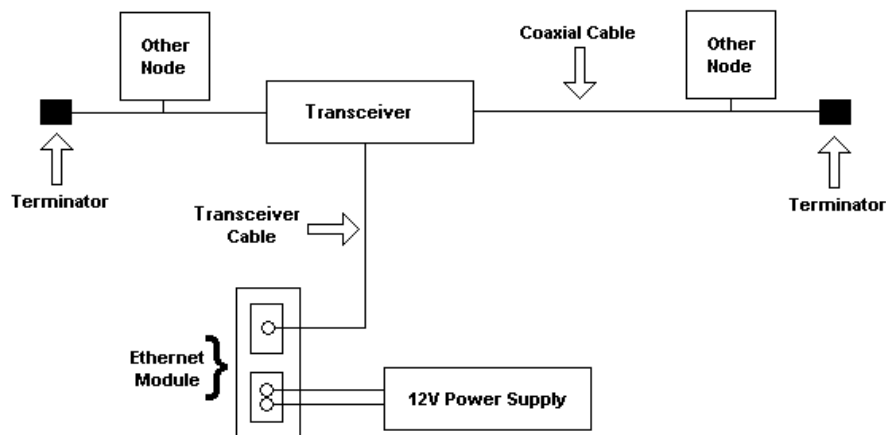 Other
Node
Coaxial Cable
Other
Node
Transceiver
Terminator
Terminator
Transceiver
Cable
Ethernet
Module
12V Power Supply